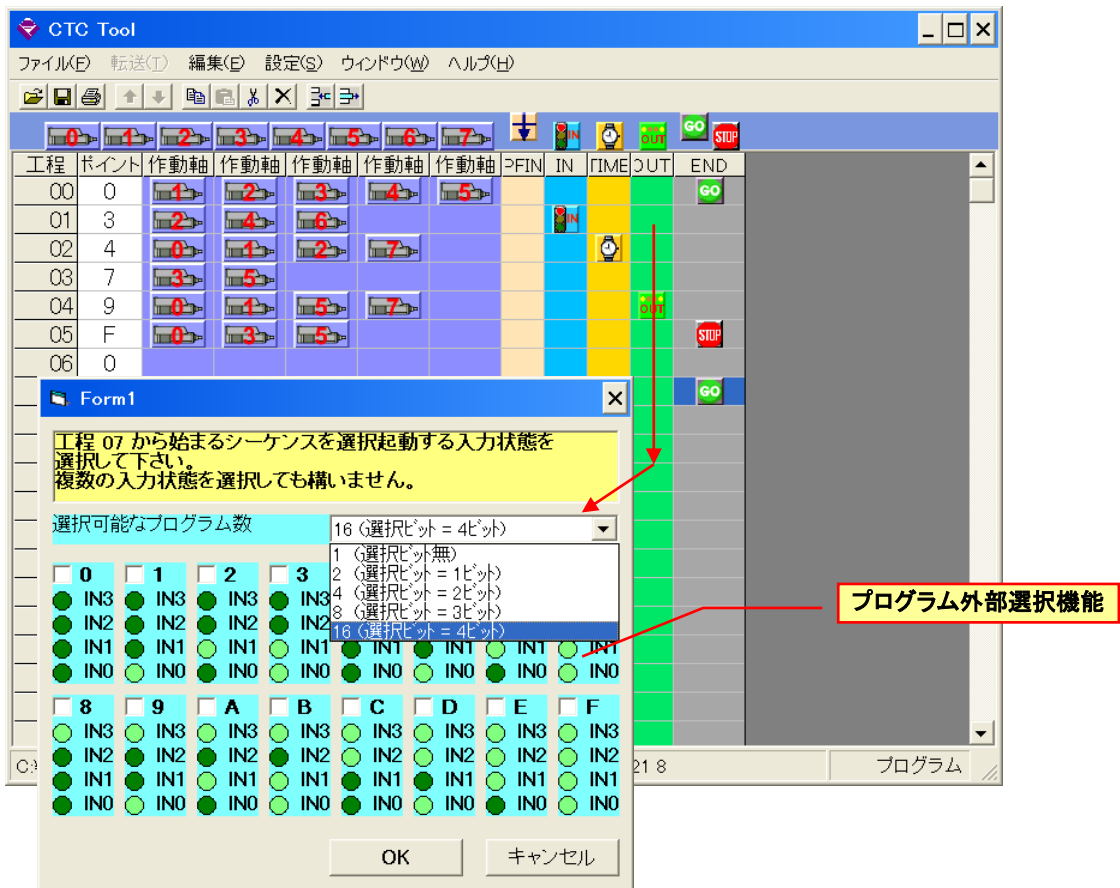 CTC Tool
ファイル(F) 転送(T) 編集(E) 設定(S) ウィンドウ(W) ヘルプ(H)
0 1 2 3 4 5 6 7 IN OUT GO STOP
工程 ポイント 作動軸 作動軸 作動軸 作動軸 作動軸 PFIN IN TIME OUT END
00 0 1 2 3 4 5 GO
01 3 2 4 6 IN
02 4 0 1 2 7
03 7 3 5
04 9 0 1 5 7 OUT
05 F 0 3 5 STOP
06 0
GO
Form1
工程 07 から始まるシーケンスを選択起動する入力状態を
選択して下さい。
複数の入力状態を選択しても構いません。
選択可能なプログラム数
16 (選択ビット = 4ビット)
1 (選択ビット無)
2 (選択ビット = 1ビット)
4 (選択ビット = 2ビット)
8 (選択ビット = 3ビット)
16 (選択ビット = 4ビット)
プログラム外部選択機能
0 1 2 3
IN3 IN3 IN3 IN3
IN2 IN2 IN2 IN2
IN1 IN1 IN1 IN1 IN1 IN1 IN1 IN1
IN0 IN0 IN0 IN0 IN0 IN0 IN0 IN0
8 9 A B C D E F
IN3 IN3 IN3 IN3 IN3 IN3 IN3 IN3
IN2 IN2 IN2 IN2 IN2 IN2 IN2 IN2
IN1 IN1 IN1 IN1 IN1 IN1 IN1 IN1
IN0 IN0 IN0 IN0 IN0 IN0 IN0 IN0
C:¥ 21 8 プログラム
OK キャンセル